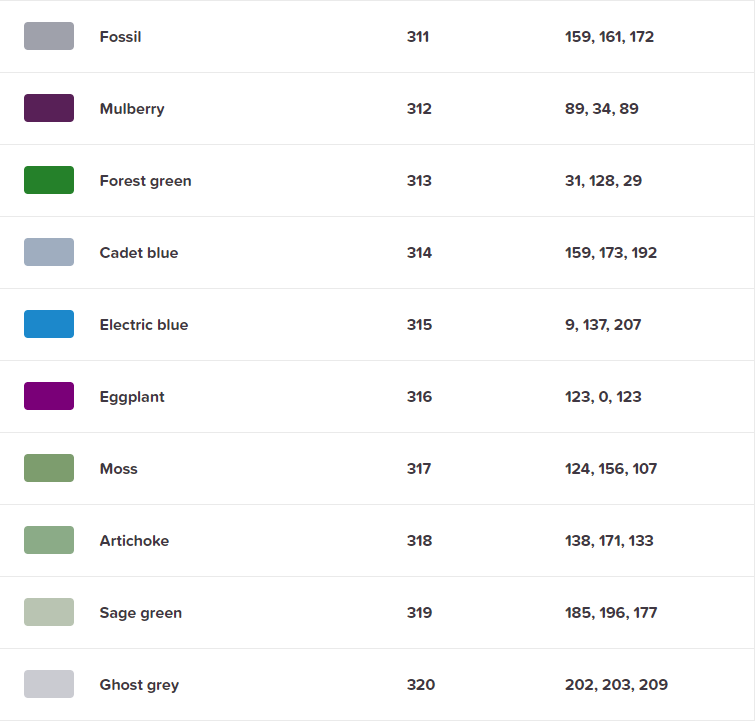 Fossil 311 159, 161, 172
Mulberry 312 89, 34, 89
Forest green 313 31, 128, 29
Cadet blue 314 159, 173, 192
Electric blue 315 9, 137, 207
Eggplant 316 123, 0, 123
Moss 317 124, 156, 107
Artichoke 318 138, 171, 133
Sage green 319 185, 196, 177
Ghost grey 320 202, 203, 209